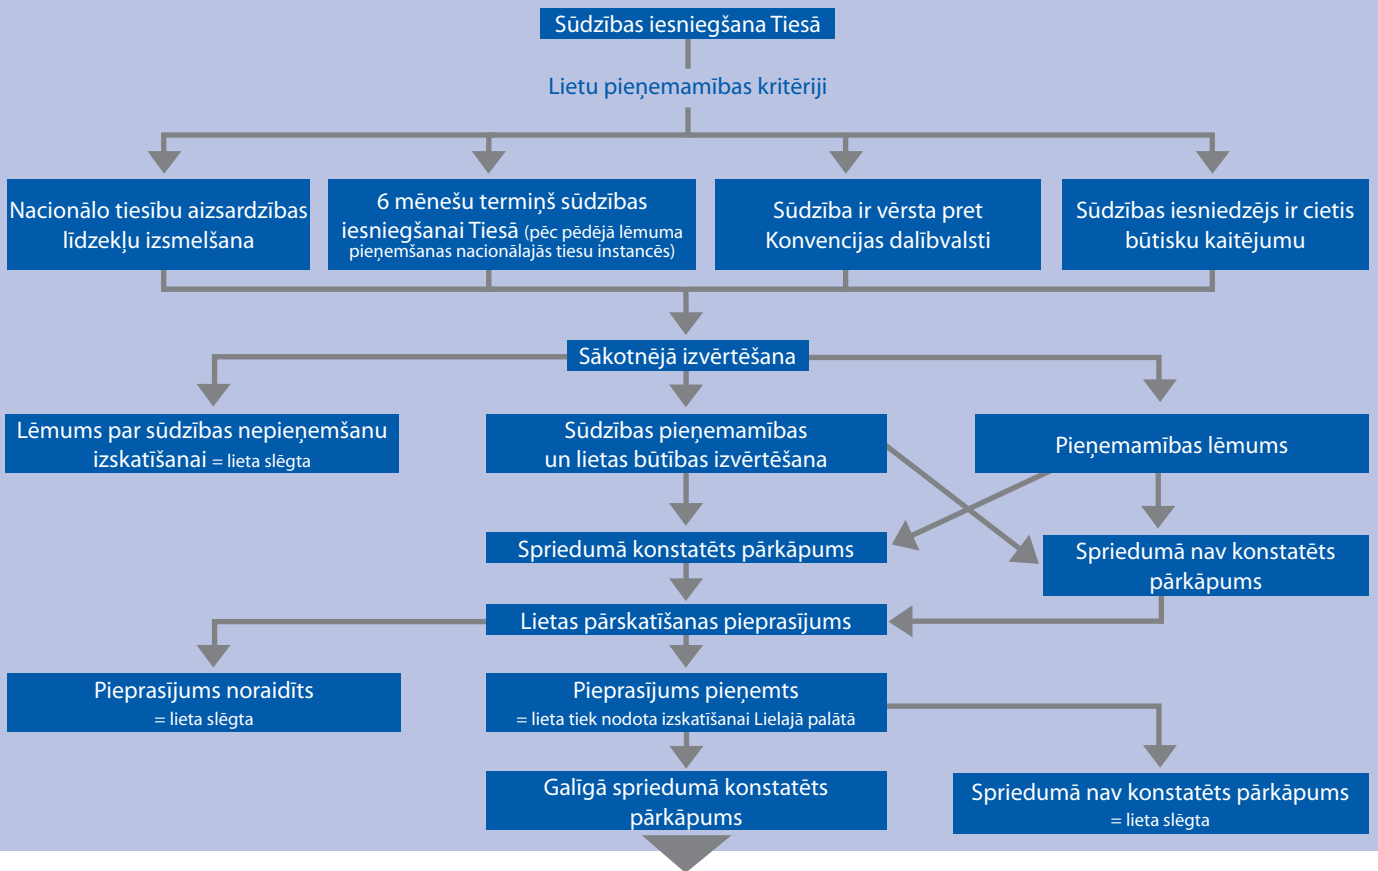 Sūdzības iesniegšana Tiesā
Lietu pieņemamības kritēriji
Nacionālo tiesību aizsardzības
līdzekļu izsmelšana
6 mēnešu termiņš sūdzības
iesniegšanai Tiesā (pēc pēdējā lēmuma
pieņemšanas nacionālajās tiesu instancēs)
Sūdzība ir vērsta pret
Konvencijas dalībvalsti
Sūdzības iesniedzējs ir cietis
būtisku kaitējumu
Sākotnējā izvērtēšana
Lēmums par sūdzības nepieņemšanu
izskatīšanai = lieta slēgta
Sūdzības pieņemamības
un lietas būtības izvērtēšana
Pieņemamības lēmums
Spriedumā konstatēts pārkāpums
Spriedumā nav konstatēts
pārkāpums
Lietas pārskatīšanas pieprasījums
Pieprasījums noraidīts
= lieta slēgta
Pieprasījums pieņemts
= lieta tiek nodota izskatīšanai Lielajā palātā
Galīgā spriedumā konstatēts
pārkāpums
Spriedumā nav konstatēts pārkāpums
= lieta slēgta